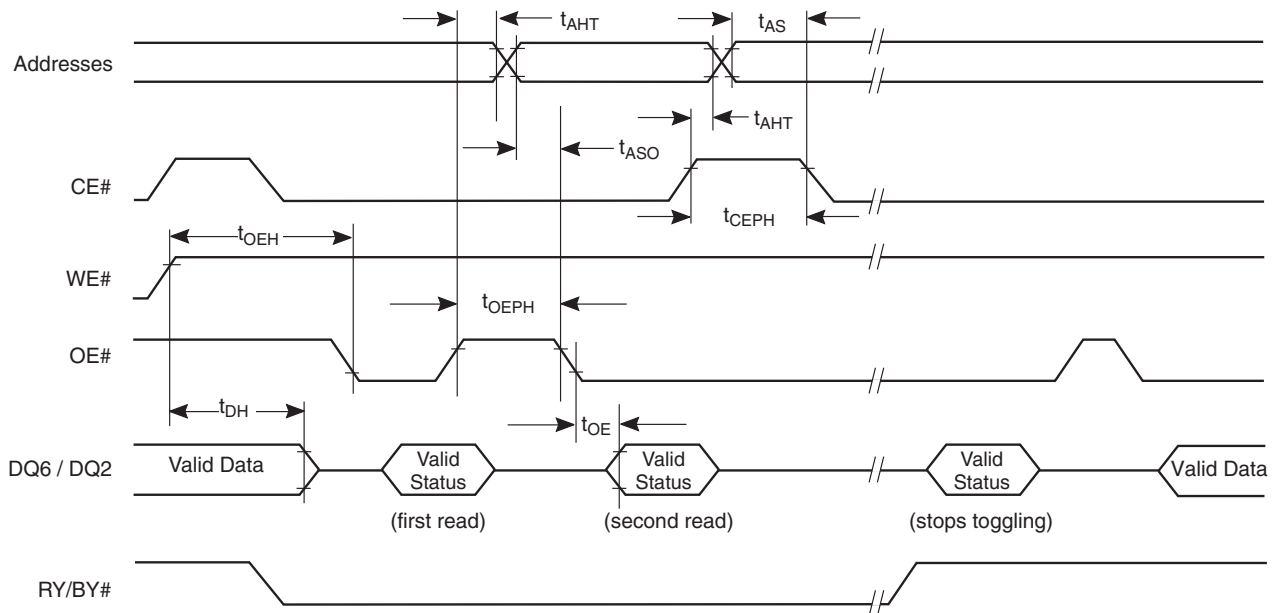 tAHT
tAS
Addresses
tAHT
tASO
CE#
tCEPH
tOEH
WE#
tOEPH
OE#
tDH
tOE
DQ6 / DQ2
Valid Data
Valid
Status
Valid
Status
Valid
Status
Valid Data
(first read)
(second read)
(stops toggling)
RY/BY#